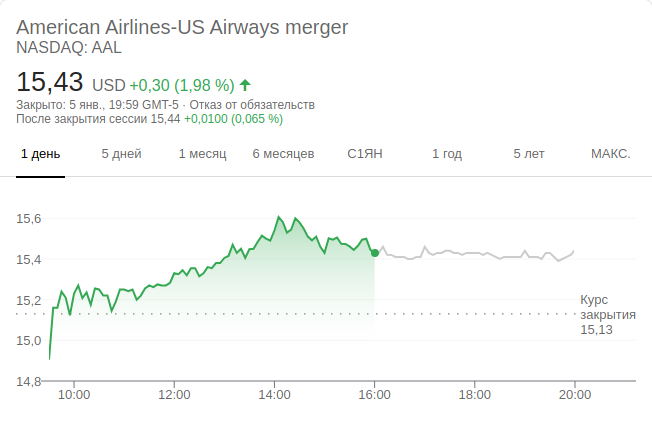 American Airlines-US Airways merger
NASDAQ: AAL
15,43 USD +0,30 (1,98 %)
Закрыто: 5 янв., 19:59 GMT-5 · Отказ от обязательств
После закрытия сессии 15,44 +0,0100 (0,065 %)
1 день 5 дней 1 месяц 6 месяцев С1ЯН 1 год 5 лет МАКС.
15,6
15,4
15,2
15,0
14,8
Курс
закрытия
15,13
10:00 12:00 14:00 16:00 18:00 20:00